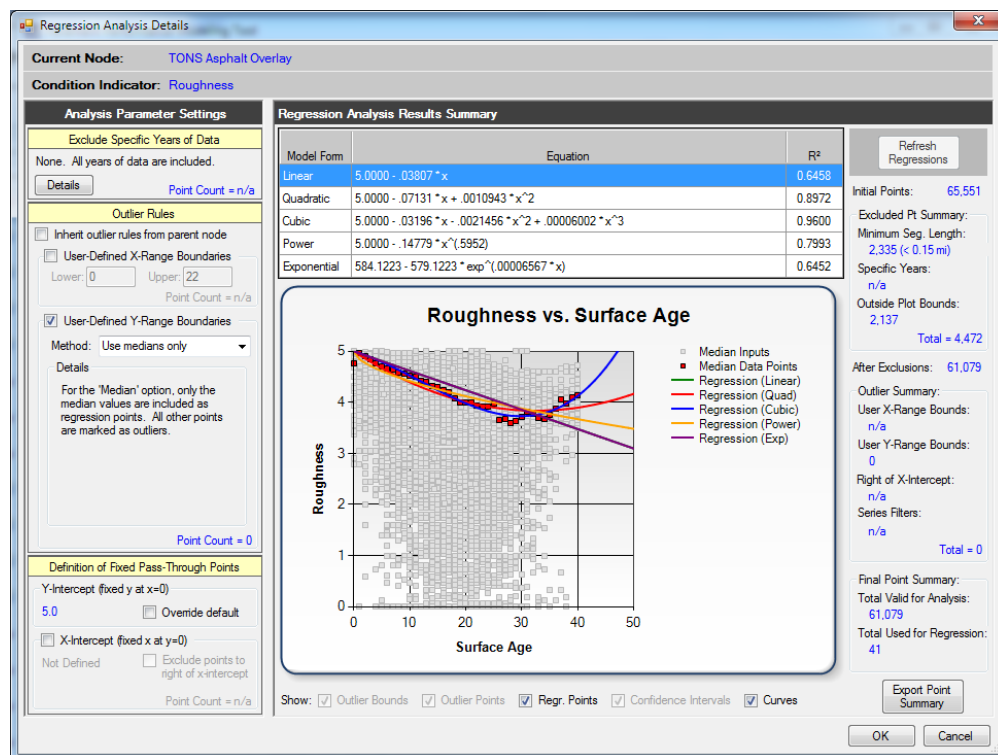 Regression Analysis Details
Current Node: TONS Asphalt Overlay
Condition Indicator: Roughness
Analysis Parameter Settings
Exclude Specific Years of Data
None. All years of data are included.
Details
Point Count = n/a
Outlier Rules
Inherit outlier rules from parent node
User-Defined X-Range Boundaries
Lower: 0 Upper: 22
Point Count = n/a
User-Defined Y-Range Boundaries
Method: Use medians only
Details
For the 'Median' option, only the
median values are included as
regression points. All other points
are marked as outliers.
Point Count = 0
Definition of Fixed Pass-Through Points
Y-Intercept (fixed y at x=0)
5.0 Override default
X-Intercept (fixed x at y=0)
Not Defined Exclude points to
right of x-intercept
Point Count = n/a
Regression Analysis Results Summary
Model Form Equation R²
Linear 5.0000 - .03807 * x 0.6458
Quadratic 5.0000 - .07131 * x + .0010943 * x^2 0.8972
Cubic 5.0000 - .03196 * x - .0021456 * x^2 + .00006002 * x^3 0.9600
Power 5.0000 - .14779 * x^(.5952) 0.7993
Exponential 584.1223 - 579.1223 * exp^(.00006567 * x) 0.6452
Roughness vs. Surface Age
5
4
3
2
1
0
Roughness
0 10 20 30 40 50
Surface Age
Median Inputs
Median Data Points
Regression (Linear)
Regression (Quad)
Regression (Cubic)
Regression (Power)
Regression (Exp)
Show: Outlier Bounds Outlier Points Regr. Points Confidence Intervals Curves
Refresh
Regressions
Initial Points: 65,551
Excluded Pt Summary:
Minimum Seg. Length:
2,335 (< 0.15 mi)
Specific Years:
n/a
Outside Plot Bounds:
2,137
Total = 4,472
After Exclusions: 61,079
Outlier Summary:
User X-Range Bounds:
n/a
User Y-Range Bounds:
0
Right of X-Intercept:
n/a
Series Filters:
n/a
Total = 0
Final Point Summary:
Total Valid for Analysis:
61,079
Total Used for Regression:
41
Export Point
Summary
OK Cancel